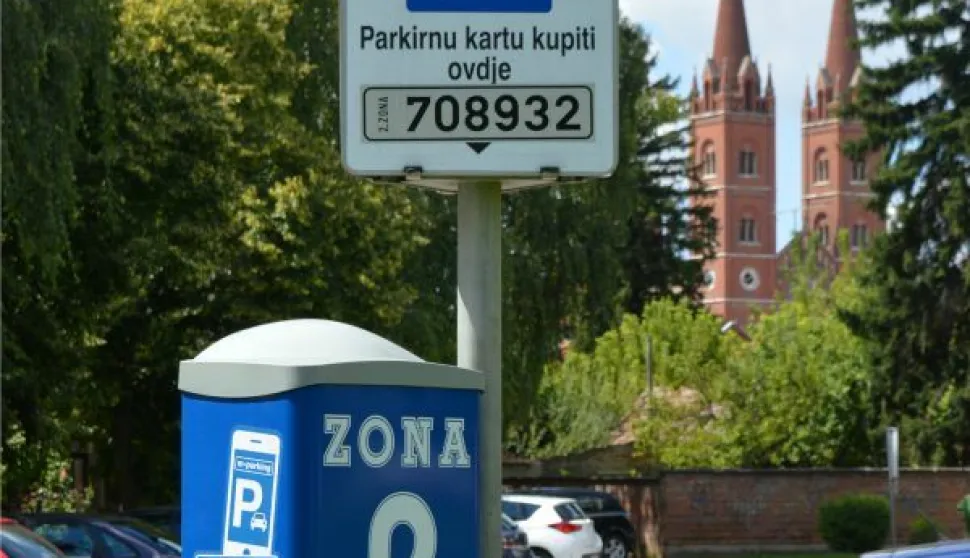 Parkirnu kartu kupiti
ovdje
2. ZONA 708932
ZONA
m-parking
P